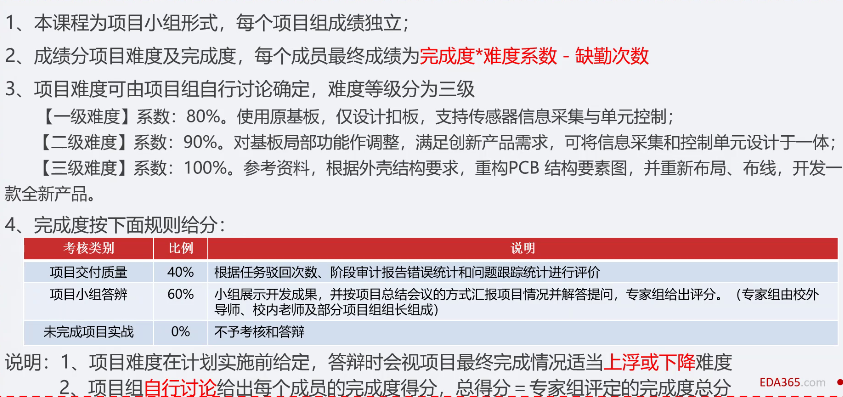 1、本课程为项目小组形式，每个项目组成绩独立；
2、成绩分项目难度及完成度，每个成员最终成绩为完成度*难度系数－缺勤次数
3、项目难度可由项目组自行讨论确定，难度等级分为三级
【一级难度】系数：80%。使用原基板，仅设计扣板，支持传感器信息采集与单元控制；
【二级难度】系数：90%。对基板局部功能作调整，满足创新产品需求，可将信息采集和控制单元设计于一体；
【三级难度】系数：100%。参考资料，根据外壳结构要求，重构PCB 结构要素图，并重新布局、布线，开发一
款全新产品。
4、完成度按下面规则给分：
考核类别 比例 说明
项目交付质量 40% 根据任务驳回次数、阶段审计报告错误统计和问题跟踪统计进行评价
项目小组答辩 60% 小组展示开发成果，并按项目总结会议的方式汇报项目情况并解答提问，专家组给出评分。（专家组由校外
导师、校内老师及部分项目组组长组成）
未完成项目实战 0% 不予考核和答辩
说明：1、项目难度在计划实施前给定，答辩时会视项目最终完成情况适当上浮或下降难度
2、项目组自行讨论给出每个成员的完成度得分，总得分＝专家组评定的完成度总分
EDA365.com